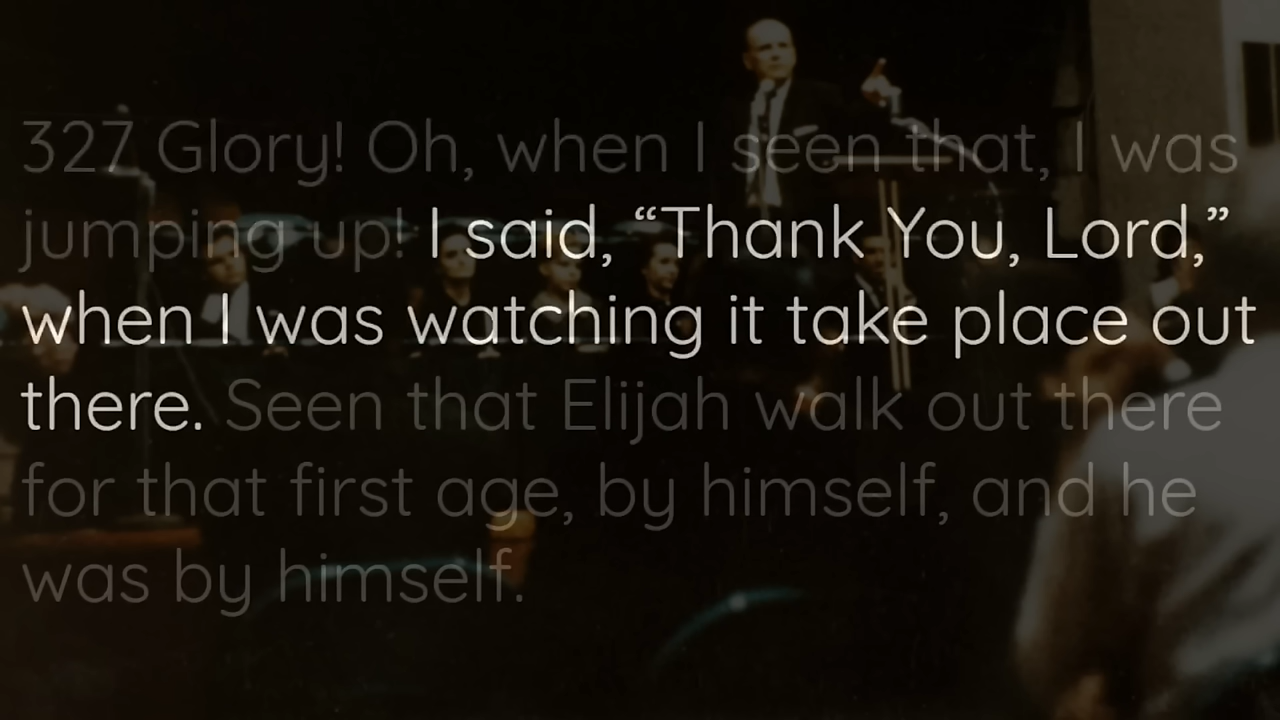 327 Glory! Oh, when I seen that, I was
jumping up! I said, “Thank You, Lord,”
when I was watching it take place out
there. Seen that Elijah walk out there
for that first age, by himself, and he
was by himself.